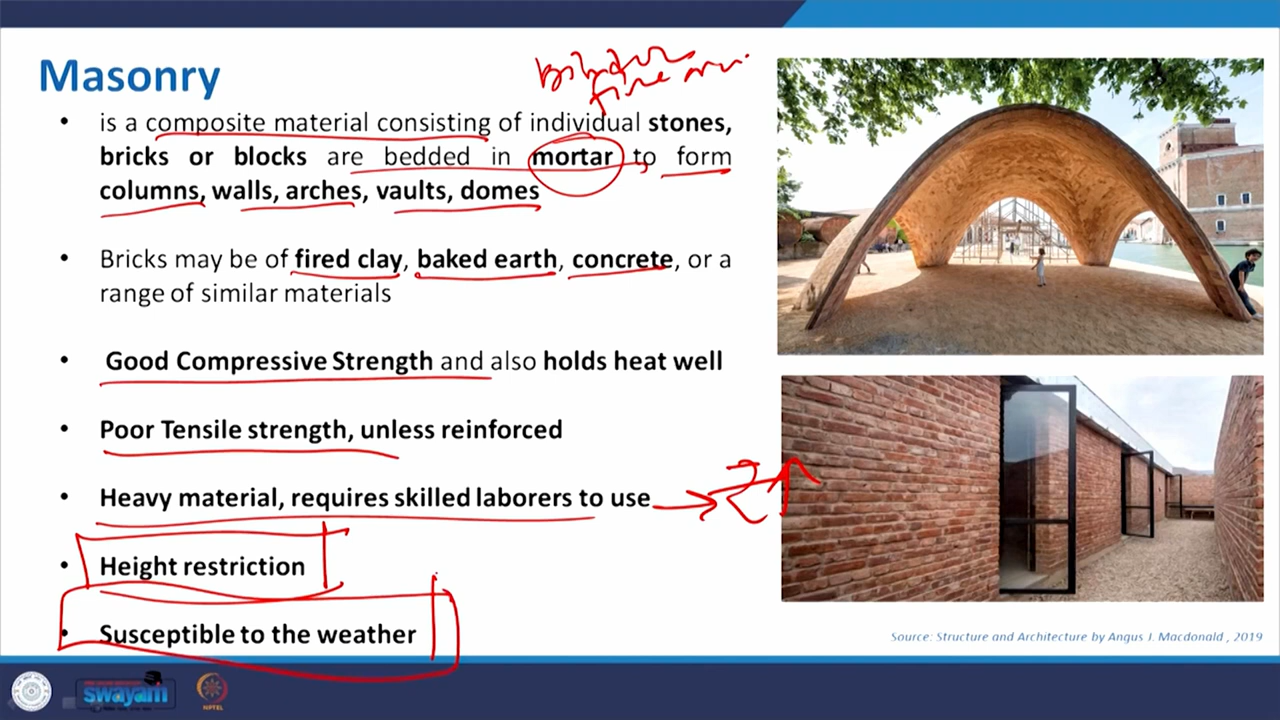 Masonry
• is a composite material consisting of individual stones,
bricks or blocks are bedded in mortar to form
columns, walls, arches, vaults, domes
• Bricks may be of fired clay, baked earth, concrete, or a
range of similar materials
• Good Compressive Strength and also holds heat well
• Poor Tensile strength, unless reinforced
• Heavy material, requires skilled laborers to use
• Height restriction
• Susceptible to the weather
Source: Structure and Architecture by Angus J. Macdonald , 2019
swayam
NPTEL